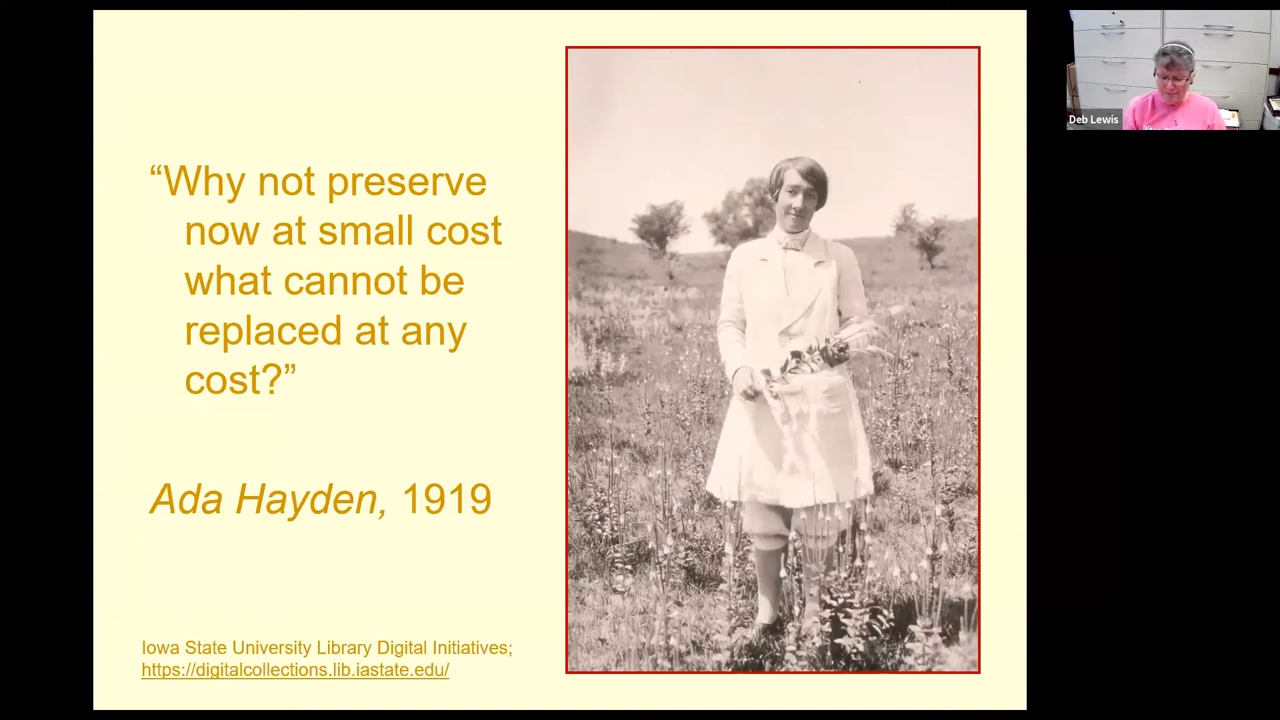 “Why not preserve
now at small cost
what cannot be
replaced at any
cost?”
Ada Hayden, 1919
Iowa State University Library Digital Initiatives;
https://digitalcollections.lib.iastate.edu/
Deb Lewis